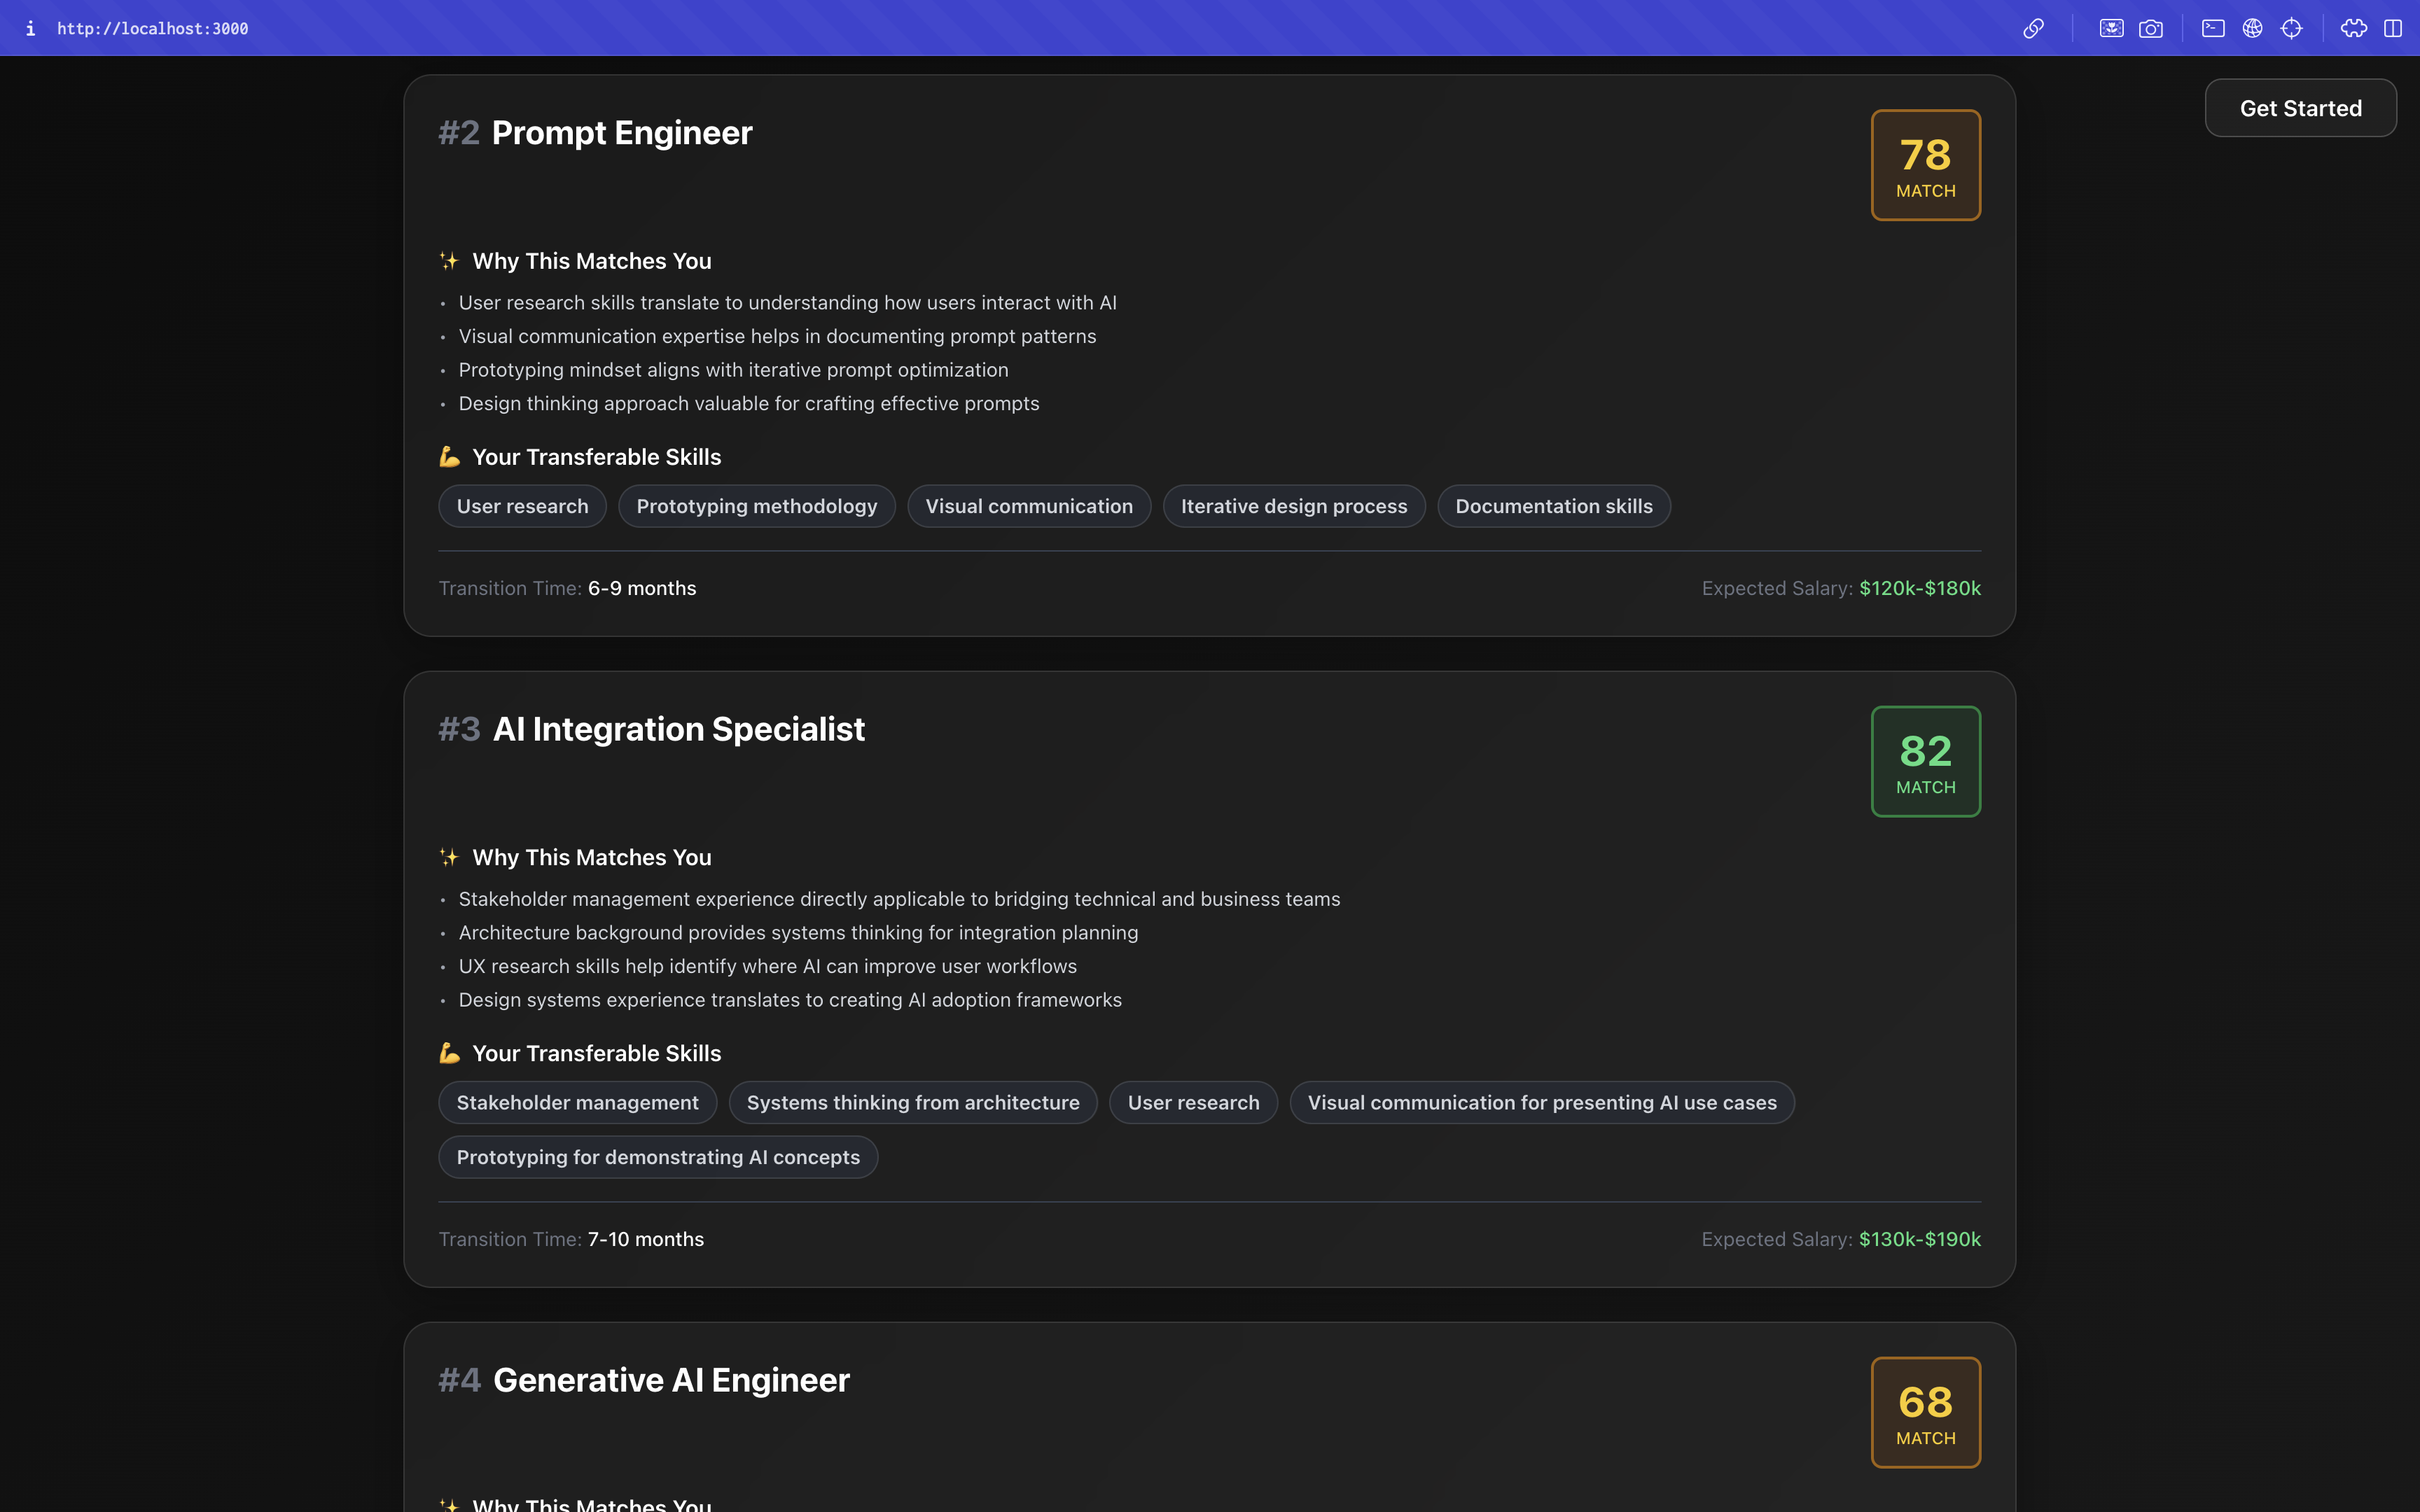 i http://localhost:3000
Get Started
#2 Prompt Engineer
78
MATCH
✨ Why This Matches You
• User research skills translate to understanding how users interact with AI
• Visual communication expertise helps in documenting prompt patterns
• Prototyping mindset aligns with iterative prompt optimization
• Design thinking approach valuable for crafting effective prompts
💪 Your Transferable Skills
User research Prototyping methodology Visual communication Iterative design process Documentation skills
Transition Time: 6-9 months Expected Salary: $120k-$180k
#3 AI Integration Specialist
82
MATCH
✨ Why This Matches You
• Stakeholder management experience directly applicable to bridging technical and business teams
• Architecture background provides systems thinking for integration planning
• UX research skills help identify where AI can improve user workflows
• Design systems experience translates to creating AI adoption frameworks
💪 Your Transferable Skills
Stakeholder management Systems thinking from architecture User research Visual communication for presenting AI use cases
Prototyping for demonstrating AI concepts
Transition Time: 7-10 months Expected Salary: $130k-$190k
#4 Generative AI Engineer
68
MATCH
✨ Why This Matches You